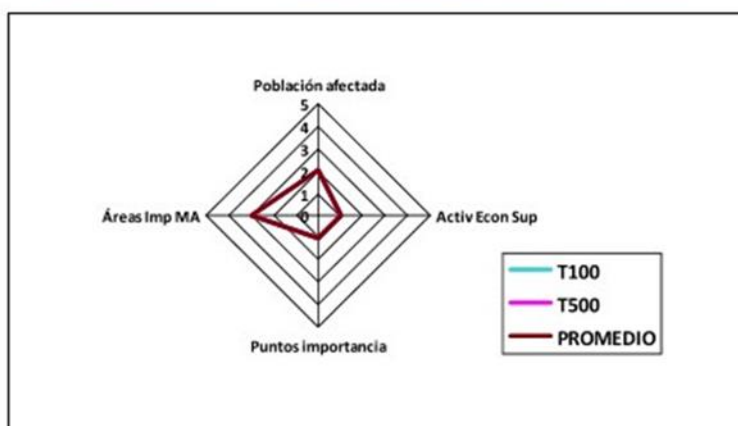 Población afectada
5
4
3
2
1
0
Áreas Imp MA
Activ Econ Sup
Puntos importancia
T100
T500
PROMEDIO